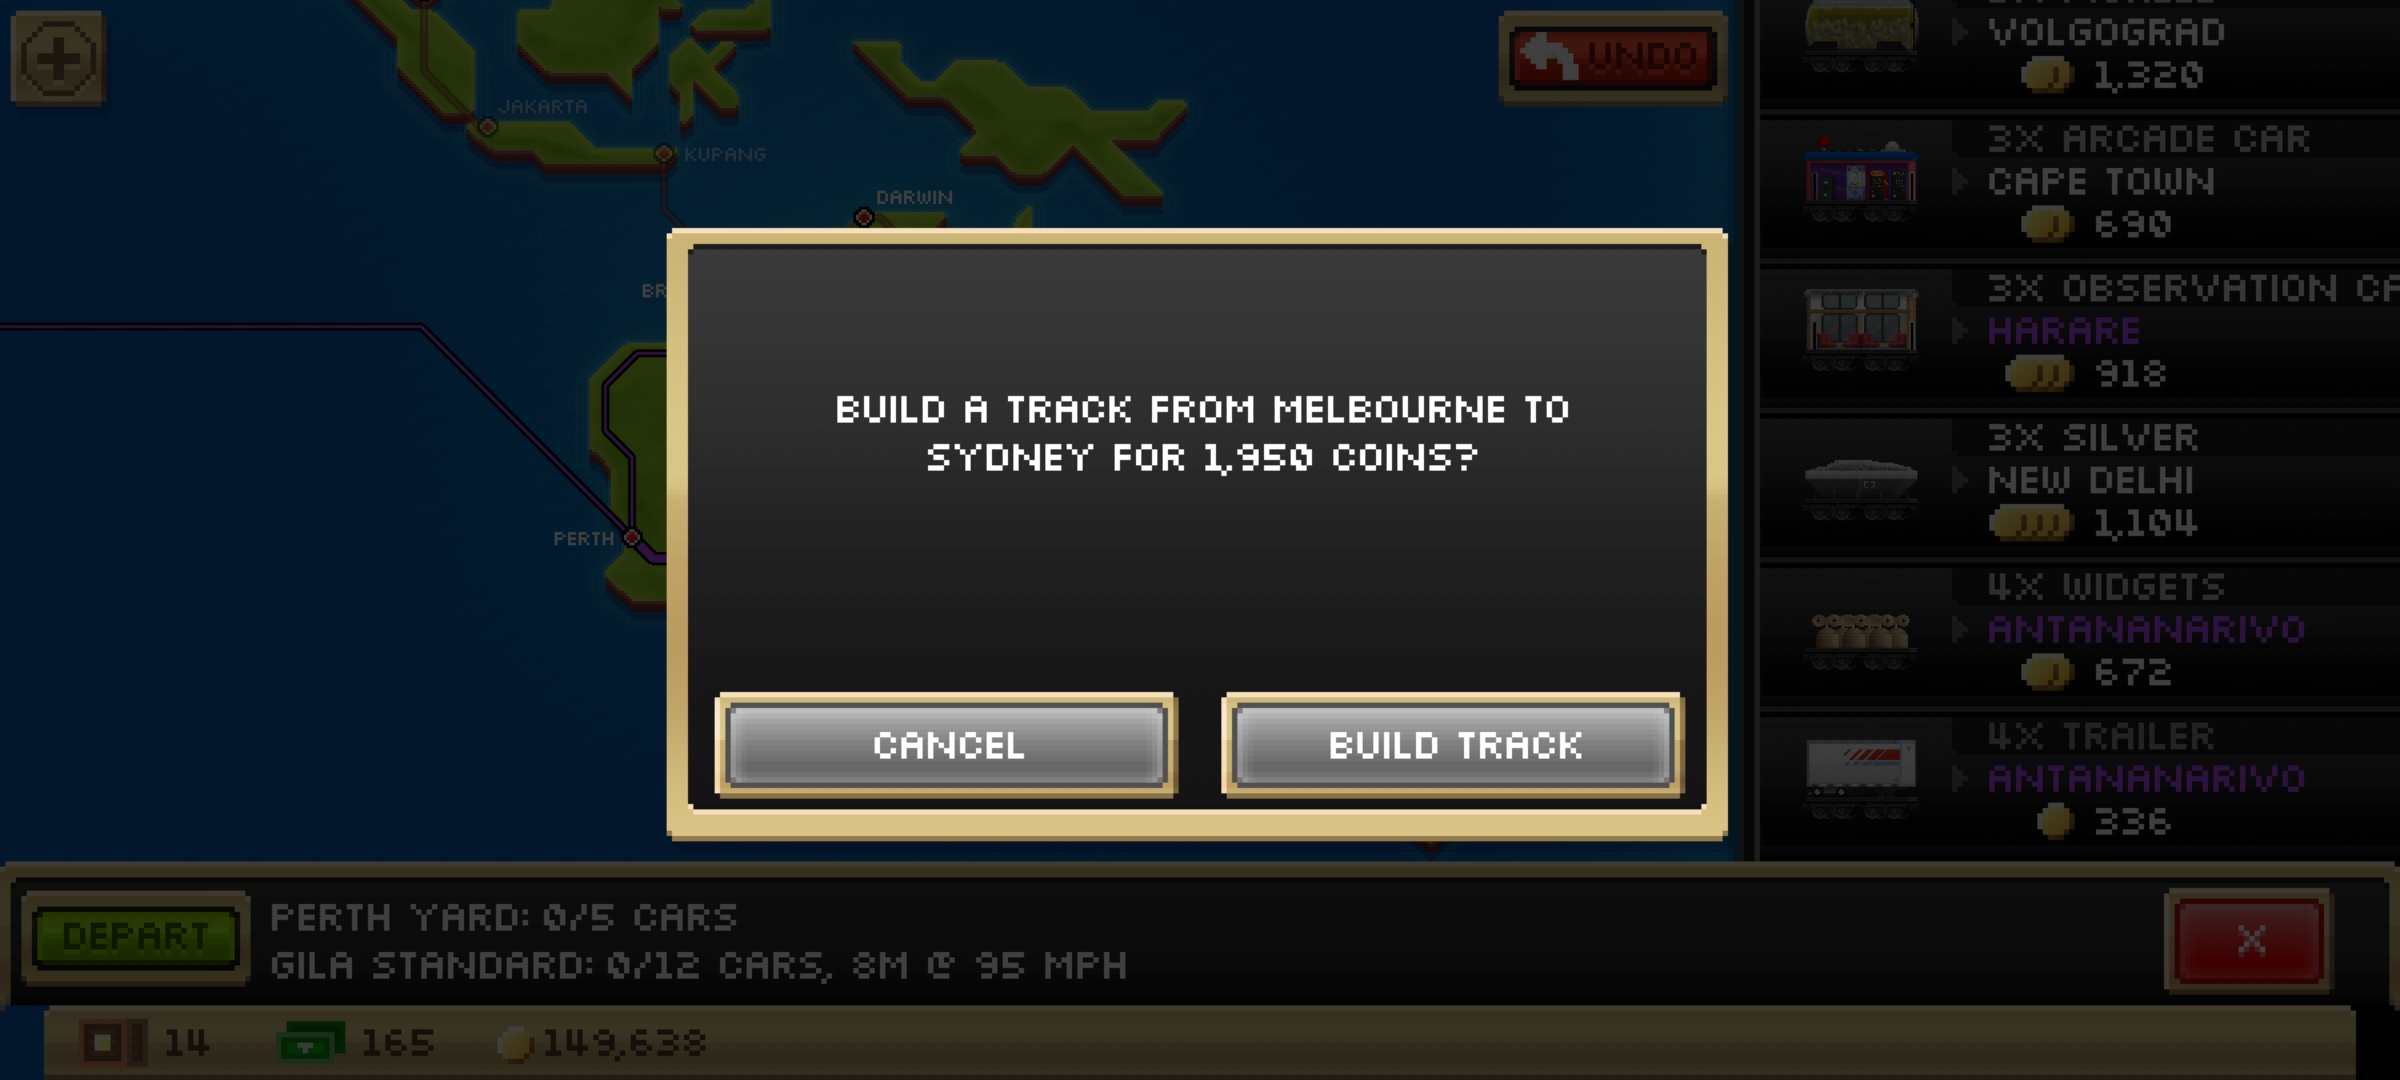 UNDO
JAKARTA
KUPANG
DARWIN
BR
PERTH
BUILD A TRACK FROM MELBOURNE TO
SYDNEY FOR 1,950 COINS?
CANCEL
BUILD TRACK
VOLGOGRAD
1,320
3X ARCADE CAR
CAPE TOWN
690
3X OBSERVATION CA
HARARE
918
3X SILVER
NEW DELHI
1,104
4X WIDGETS
ANTANANARIVO
672
4X TRAILER
ANTANANARIVO
336
DEPART
PERTH YARD: 0/5 CARS
GILA STANDARD: 0/12 CARS, 8M @ 95 MPH
X
14
165
149,638